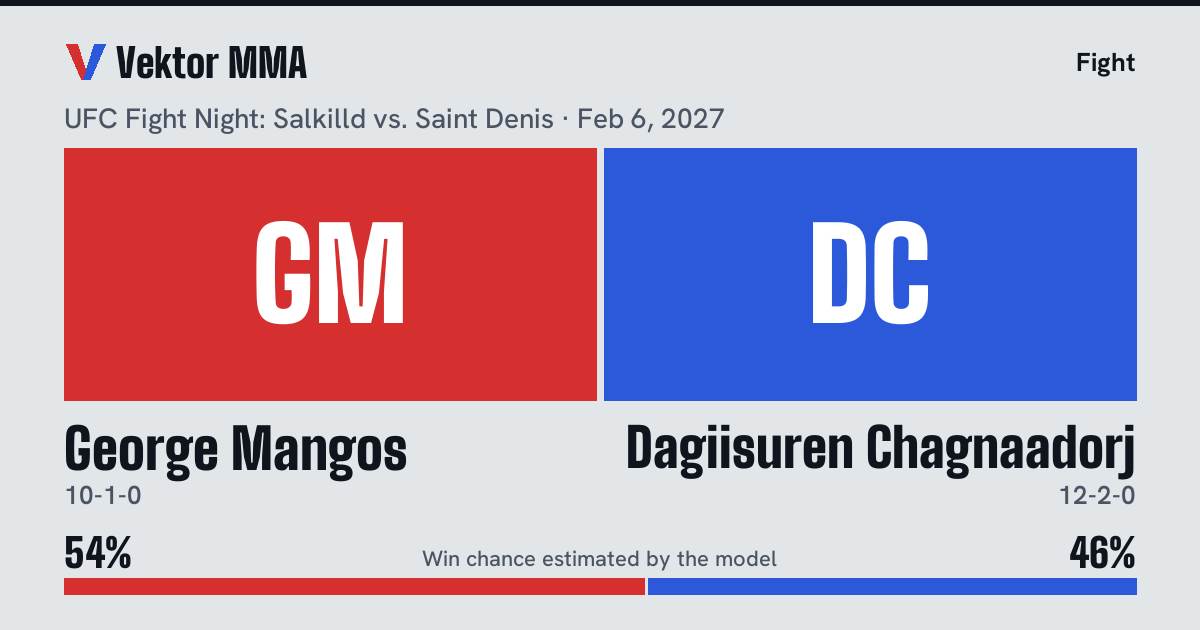 Vektor MMA
Fight
UFC Fight Night: Salkilld vs. Saint Denis · Feb 6, 2027
GM
DC
George Mangos
Dagiisuren Chagnaadorj
10-1-0
12-2-0
54%
Win chance estimated by the model
46%